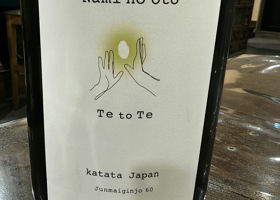 Nami no oto
Te to Te
katata Japan
Junmaiginjo 60